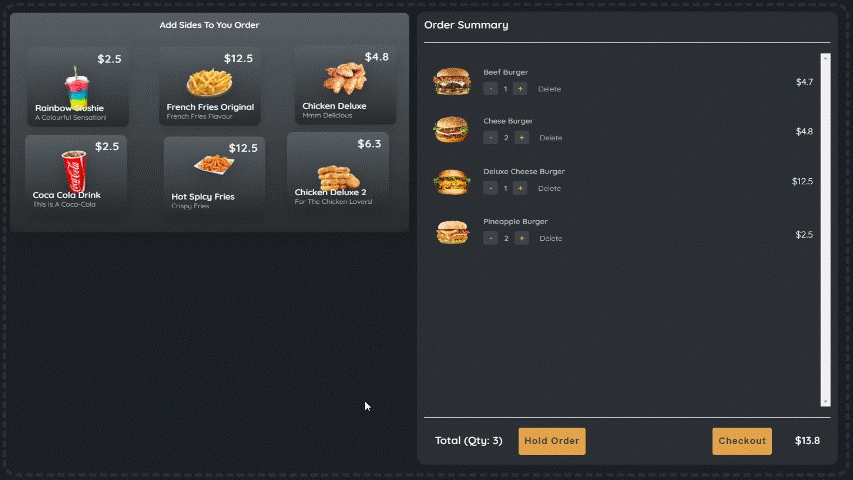 Add Sides To You Order
$2.5
Rainbow Slushie
A Colourful Sensation!
$12.5
French Fries Original
French Fries Flavour
$4.8
Chicken Deluxe
Mmm Delicious
$2.5
Coca Cola Drink
This Is A Coca-Cola
$12.5
Hot Spicy Fries
Crispy Fries
$6.3
Chicken Deluxe 2
For The Chicken Lovers!
Order Summary
Beef Burger
- 1 + Delete
$4.7
Chese Burger
- 2 + Delete
$4.8
Deluxe Cheese Burger
- 1 + Delete
$12.5
Pineapple Burger
- 2 + Delete
$2.5
Total (Qty: 3) Hold Order Checkout $13.8